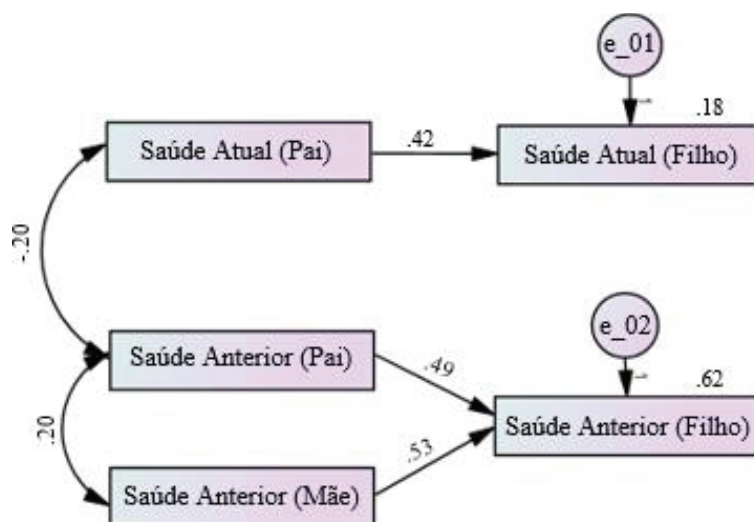 e_01
.18
Saúde Atual (Pai)
.42
Saúde Atual (Filho)
-.20
Saúde Anterior (Pai)
e_02
.49
.62
Saúde Anterior (Filho)
.20
.53
Saúde Anterior (Mãe)